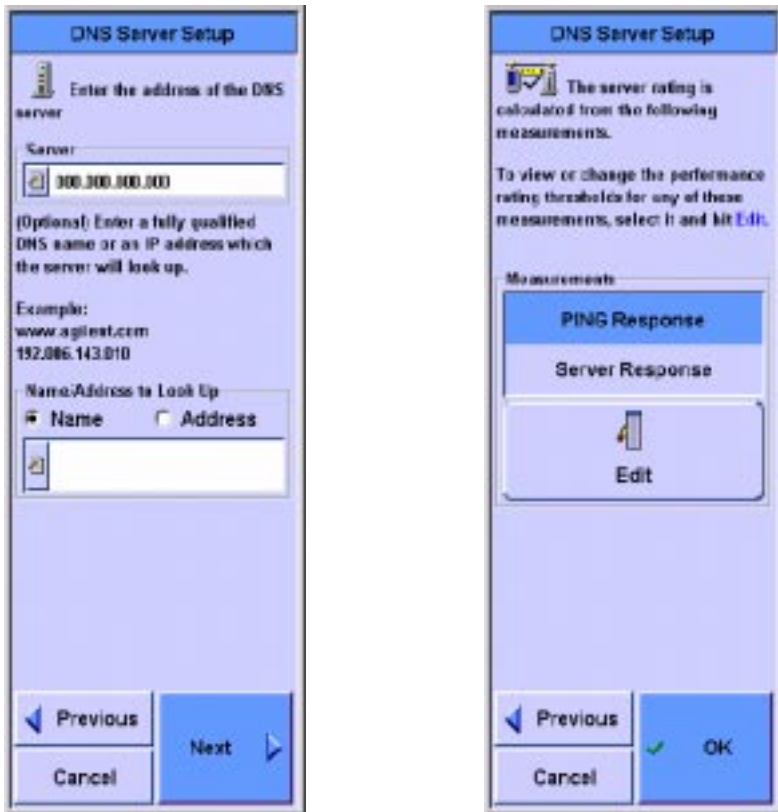 DNS Server Setup
Enter the address of the DNS
server
Server
000.000.000.000
(Optional) Enter a fully qualified
DNS name or an IP address which
the server will look up.
Example:
www.agilent.com
192.006.143.010
Name/Address to Look Up
Name Address
Previous
Next
Cancel
DNS Server Setup
The server rating is
calculated from the following
measurements.
To view or change the performance
rating thresholds for any of these
measurements, select it and hit Edit.
Measurements
PING Response
Server Response
Edit
Previous
OK
Cancel